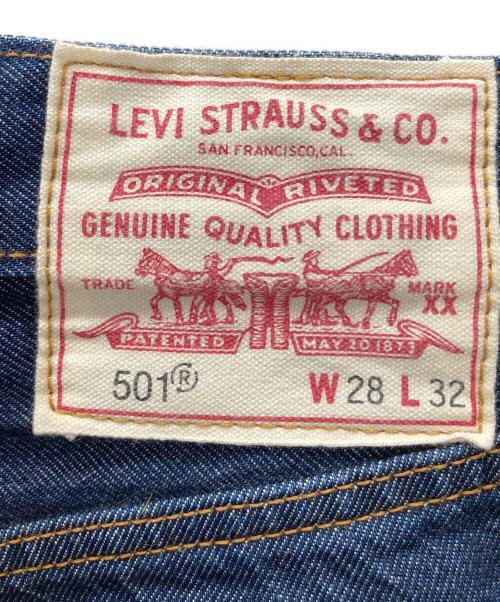 LEVI STRAUSS & CO.
SAN FRANCISCO, CAL.
ORIGINAL RIVETED
GENUINE QUALITY CLOTHING
TRADE MARK
XX
PATENTED MAY 20 1873
501® W 28 L 32